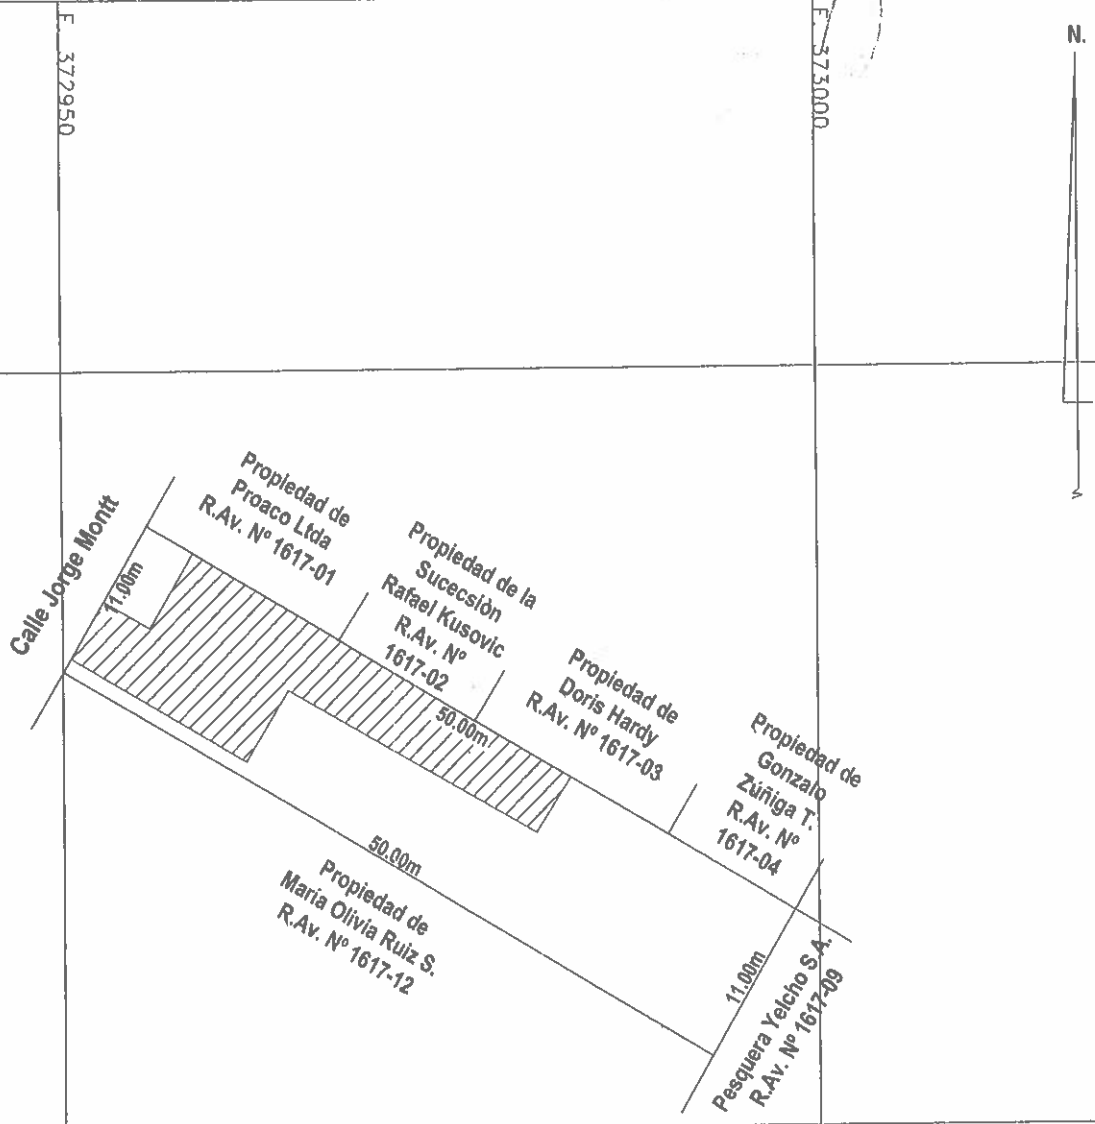 E. 372950
E. 373000
N.
Calle Jorge Montt
11.00m
Propiedad de
Proaco Ltda
R.Av. Nº 1617-01
Propiedad de la
Sucecsiòn
Rafael Kusovic
R.Av. Nº
1617-02
50.00m
Propiedad de
Doris Hardy
R.Av. Nº 1617-03
Propiedad de
Gonzalo
Zúñiga T.
R.Av. Nº
1617-04
50.00m
Propiedad de
María Olivia Ruiz S.
R.Av. Nº 1617-12
11.00m
Pesquera Yelcho S.A.
R.Av. Nº 1617-09